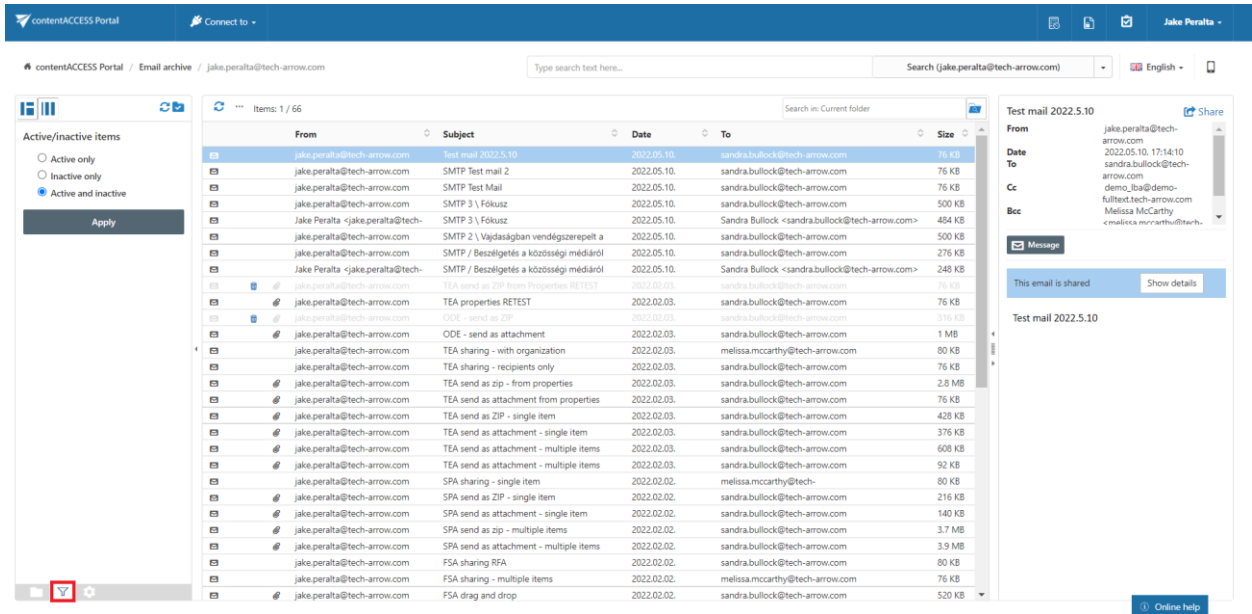 contentACCESS Portal Connect to Jake Peralta
contentACCESS Portal / Email archive / jake.peralta@tech-arrow.com Type search text here... Search (jake.peralta@tech-arrow.com) English
Items: 1 / 66 Search in: Current folder
Active/inactive items
Active only
Inactive only
Active and inactive
Apply
From Subject Date To Size
jake.peralta@tech-arrow.com Test mail 2022.5.10 2022.05.10. sandra.bullock@tech-arrow.com 76 KB
jake.peralta@tech-arrow.com SMTP Test mail 2 2022.05.10. sandra.bullock@tech-arrow.com 76 KB
jake.peralta@tech-arrow.com SMTP Test Mail 2022.05.10. sandra.bullock@tech-arrow.com 76 KB
jake.peralta@tech-arrow.com SMTP 3 \ Fókusz 2022.05.10. sandra.bullock@tech-arrow.com 500 KB
Jake Peralta <jake.peralta@tech- SMTP 3 \ Fókusz 2022.05.10. Sandra Bullock <sandra.bullock@tech-arrow.com> 484 KB
jake.peralta@tech-arrow.com SMTP 2 \ Vajdaságban vendégszerepelt a 2022.05.10. sandra.bullock@tech-arrow.com 500 KB
jake.peralta@tech-arrow.com SMTP / Beszélgetés a közösségi médiáról 2022.05.10. sandra.bullock@tech-arrow.com 276 KB
Jake Peralta <jake.peralta@tech- SMTP / Beszélgetés a közösségi médiáról 2022.05.10. Sandra Bullock <sandra.bullock@tech-arrow.com> 248 KB
jake.peralta@tech-arrow.com TEA send as ZIP from Properties RETEST 2022.02.03. sandra.bullock@tech-arrow.com 76 KB
jake.peralta@tech-arrow.com TEA properties RETEST 2022.02.03. sandra.bullock@tech-arrow.com 76 KB
jake.peralta@tech-arrow.com ODE - send as ZIP 2022.02.03. sandra.bullock@tech-arrow.com 316 KB
jake.peralta@tech-arrow.com ODE - send as attachment 2022.02.03. sandra.bullock@tech-arrow.com 1 MB
jake.peralta@tech-arrow.com TEA sharing - with organization 2022.02.03. melissa.mccarthy@tech-arrow.com 80 KB
jake.peralta@tech-arrow.com TEA sharing - recipients only 2022.02.03. sandra.bullock@tech-arrow.com 76 KB
jake.peralta@tech-arrow.com TEA send as zip - from properties 2022.02.03. sandra.bullock@tech-arrow.com 2.8 MB
jake.peralta@tech-arrow.com TEA send as attachment from properties 2022.02.03. sandra.bullock@tech-arrow.com 76 KB
jake.peralta@tech-arrow.com TEA send as ZIP - single item 2022.02.03. sandra.bullock@tech-arrow.com 428 KB
jake.peralta@tech-arrow.com TEA send as attachment - single item 2022.02.03. sandra.bullock@tech-arrow.com 376 KB
jake.peralta@tech-arrow.com TEA send as attachment - multiple items 2022.02.03. sandra.bullock@tech-arrow.com 608 KB
jake.peralta@tech-arrow.com TEA send as attachment - multiple items 2022.02.03. sandra.bullock@tech-arrow.com 92 KB
jake.peralta@tech-arrow.com SPA sharing - single item 2022.02.02. melissa.mccarthy@tech- 80 KB
jake.peralta@tech-arrow.com SPA send as ZIP - single item 2022.02.02. sandra.bullock@tech-arrow.com 216 KB
jake.peralta@tech-arrow.com SPA send as attachment - single item 2022.02.02. sandra.bullock@tech-arrow.com 140 KB
jake.peralta@tech-arrow.com SPA send as zip - multiple items 2022.02.02. sandra.bullock@tech-arrow.com 3.7 MB
jake.peralta@tech-arrow.com SPA send as attachment - multiple items 2022.02.02. sandra.bullock@tech-arrow.com 3.9 MB
jake.peralta@tech-arrow.com FSA sharing RFA 2022.02.02. sandra.bullock@tech-arrow.com 80 KB
jake.peralta@tech-arrow.com FSA sharing - multiple items 2022.02.02. melissa.mccarthy@tech-arrow.com 76 KB
jake.peralta@tech-arrow.com FSA drag and drop 2022.02.02. sandra.bullock@tech-arrow.com 520 KB
Test mail 2022.5.10 Share
From jake.peralta@tech-
arrow.com
Date 2022.05.10. 17:14:10
To sandra.bullock@tech-
arrow.com
Cc demo_lba@demo-
fulltext.tech-arrow.com
Bcc Melissa McCarthy
<melissa.mccarthy@tech-
Message
This email is shared Show details
Test mail 2022.5.10
Online help